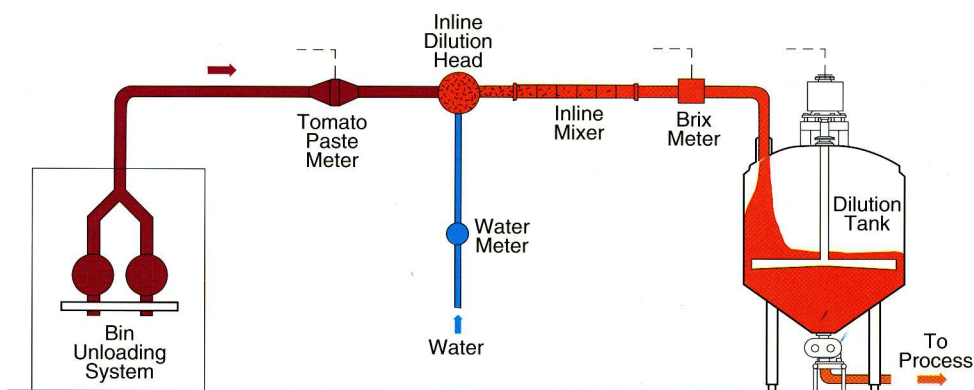 Inline
Dilution
Head
Tomato
Paste
Meter
Inline
Mixer
Brix
Meter
Dilution
Tank
Water
Meter
Bin
Unloading
System
Water
To
Process